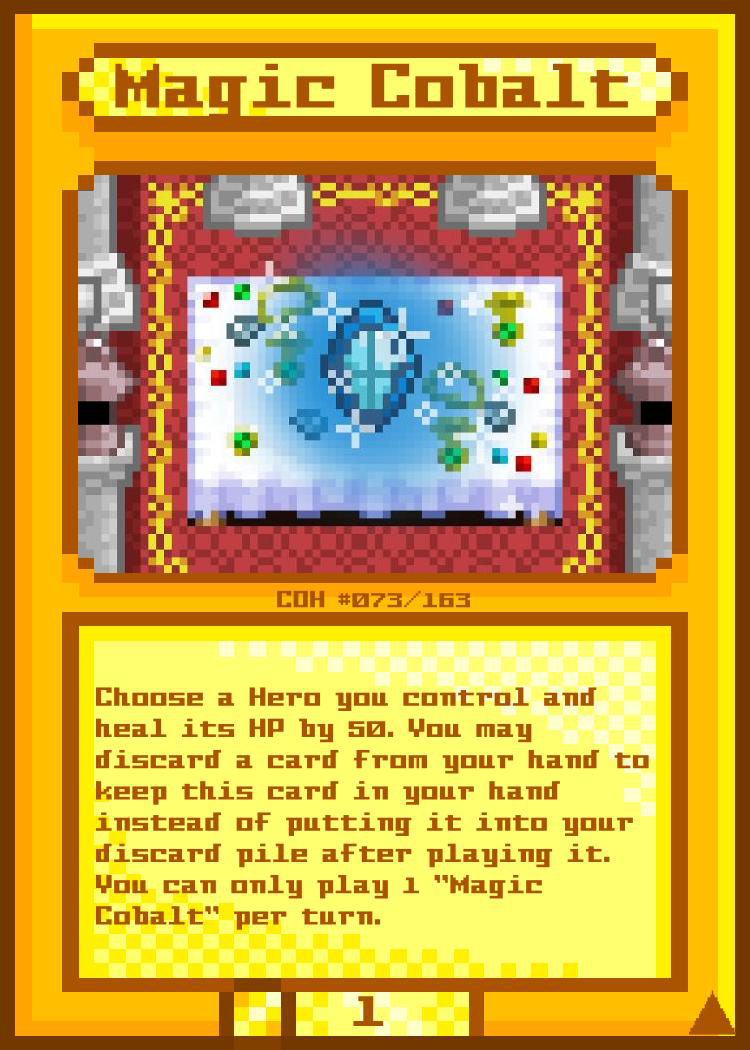 Magic Cobalt
COH #073/163
Choose a Hero you control and
heal its HP by 50. You may
discard a card from your hand to
keep this card in your hand
instead of putting it into your
discard pile after playing it.
You can only play 1 "Magic
Cobalt" per turn.
1